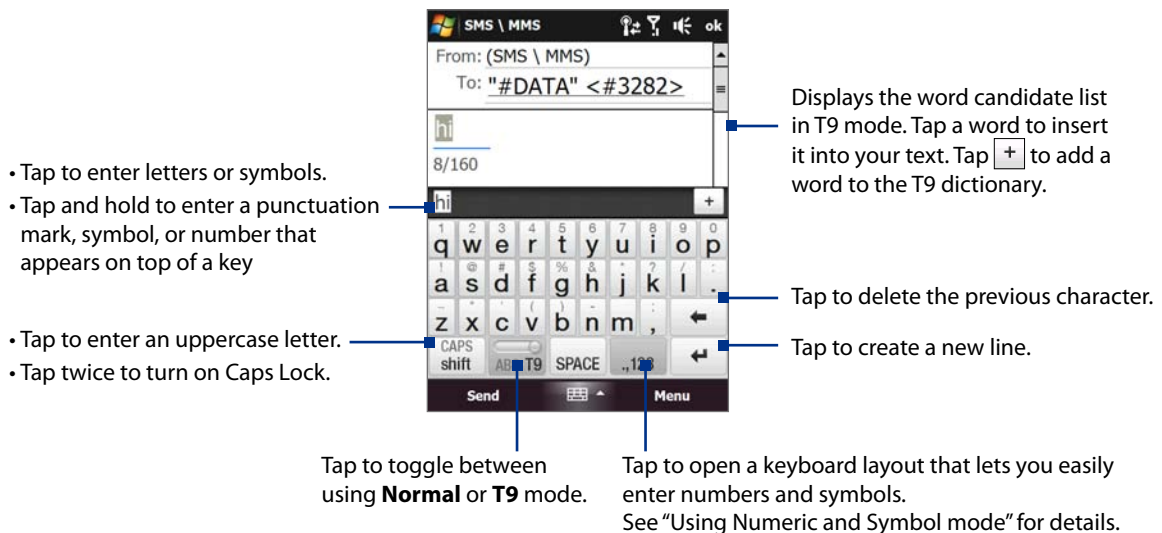 SMS \ MMS ok
From: (SMS \ MMS)
To: "#DATA" <#3282>
hi
8/160
hi +
1 2 3 4 5 6 7 8 9 0
q w e r t y u i o p
! @ # $ % & * ? / :
a s d f g h j k l .
z x c v b n m ,
CAPS
shift T9 SPACE .,123
Send Menu
• Tap to enter letters or symbols.
• Tap and hold to enter a punctuation
mark, symbol, or number that
appears on top of a key
• Tap to enter an uppercase letter.
• Tap twice to turn on Caps Lock.
Displays the word candidate list
in T9 mode. Tap a word to insert
it into your text. Tap + to add a
word to the T9 dictionary.
Tap to delete the previous character.
Tap to create a new line.
Tap to toggle between
using Normal or T9 mode.
Tap to open a keyboard layout that lets you easily
enter numbers and symbols.
See “Using Numeric and Symbol mode” for details.